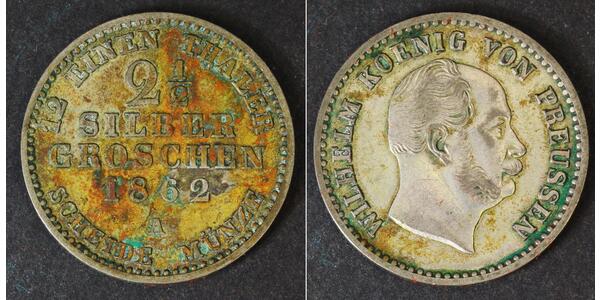 12 EINEN THALER
2 1/2
SILBER
GROSCHEN
1862
A
SCHEIDE MÜNZE
WILHELM KOENIG VON PREUSSEN